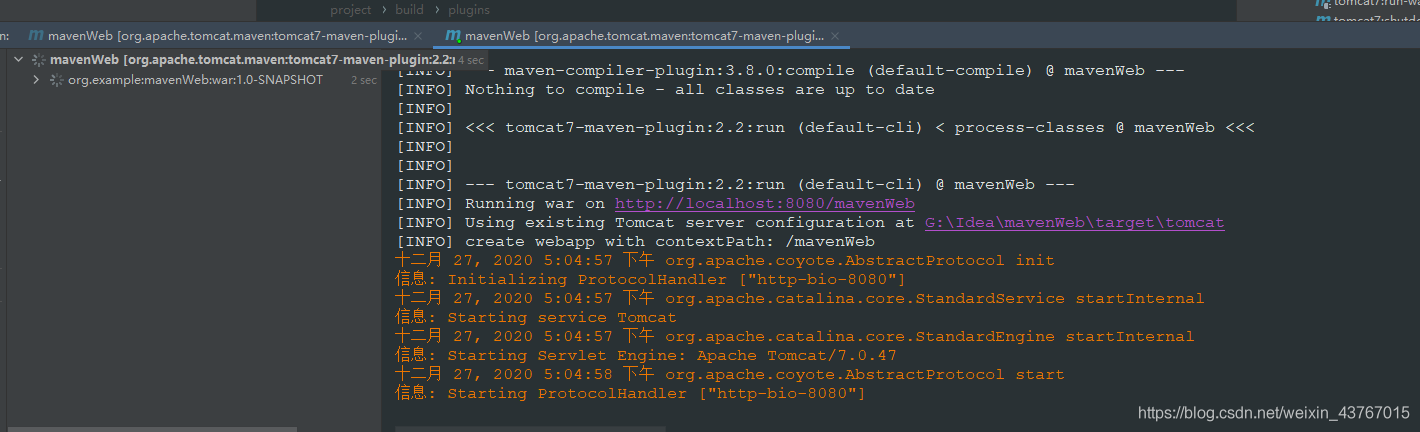 project > build > plugins
tomcat7:run-wa
tomcat7:shutdo
n:
mavenWeb [org.apache.tomcat.maven:tomcat7-maven-plugi... ×
mavenWeb [org.apache.tomcat.maven:tomcat7-maven-plugi... ×
mavenWeb [org.apache.tomcat.maven:tomcat7-maven-plugin:2.2:r 4 sec
org.example:mavenWeb:war:1.0-SNAPSHOT 2 sec
[INFO] -- maven-compiler-plugin:3.8.0:compile (default-compile) @ mavenWeb ---
[INFO] Nothing to compile - all classes are up to date
[INFO]
[INFO] <<< tomcat7-maven-plugin:2.2:run (default-cli) < process-classes @ mavenWeb <<<
[INFO]
[INFO]
[INFO] --- tomcat7-maven-plugin:2.2:run (default-cli) @ mavenWeb ---
[INFO] Running war on http://localhost:8080/mavenWeb
[INFO] Using existing Tomcat server configuration at G:\Idea\mavenWeb\target\tomcat
[INFO] create webapp with contextPath: /mavenWeb
十二月 27, 2020 5:04:57 下午 org.apache.coyote.AbstractProtocol init
信息: Initializing ProtocolHandler ["http-bio-8080"]
十二月 27, 2020 5:04:57 下午 org.apache.catalina.core.StandardService startInternal
信息: Starting service Tomcat
十二月 27, 2020 5:04:57 下午 org.apache.catalina.core.StandardEngine startInternal
信息: Starting Servlet Engine: Apache Tomcat/7.0.47
十二月 27, 2020 5:04:58 下午 org.apache.coyote.AbstractProtocol start
信息: Starting ProtocolHandler ["http-bio-8080"]
https://blog.csdn.net/weixin_43767015